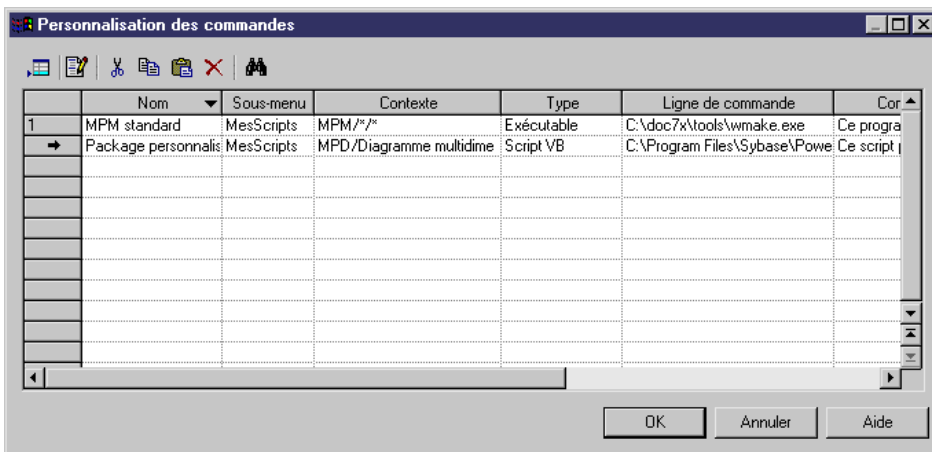 Personnalisation des commandes
Nom Sous-menu Contexte Type Ligne de commande Cor
1 MPM standard MesScripts MPM/*/* Exécutable C:\doc7x\tools\wmake.exe Ce progra
Package personnalis MesScripts MPD/Diagramme multidime Script VB C:\Program Files\Sybase\Powe Ce script
OK Annuler Aide